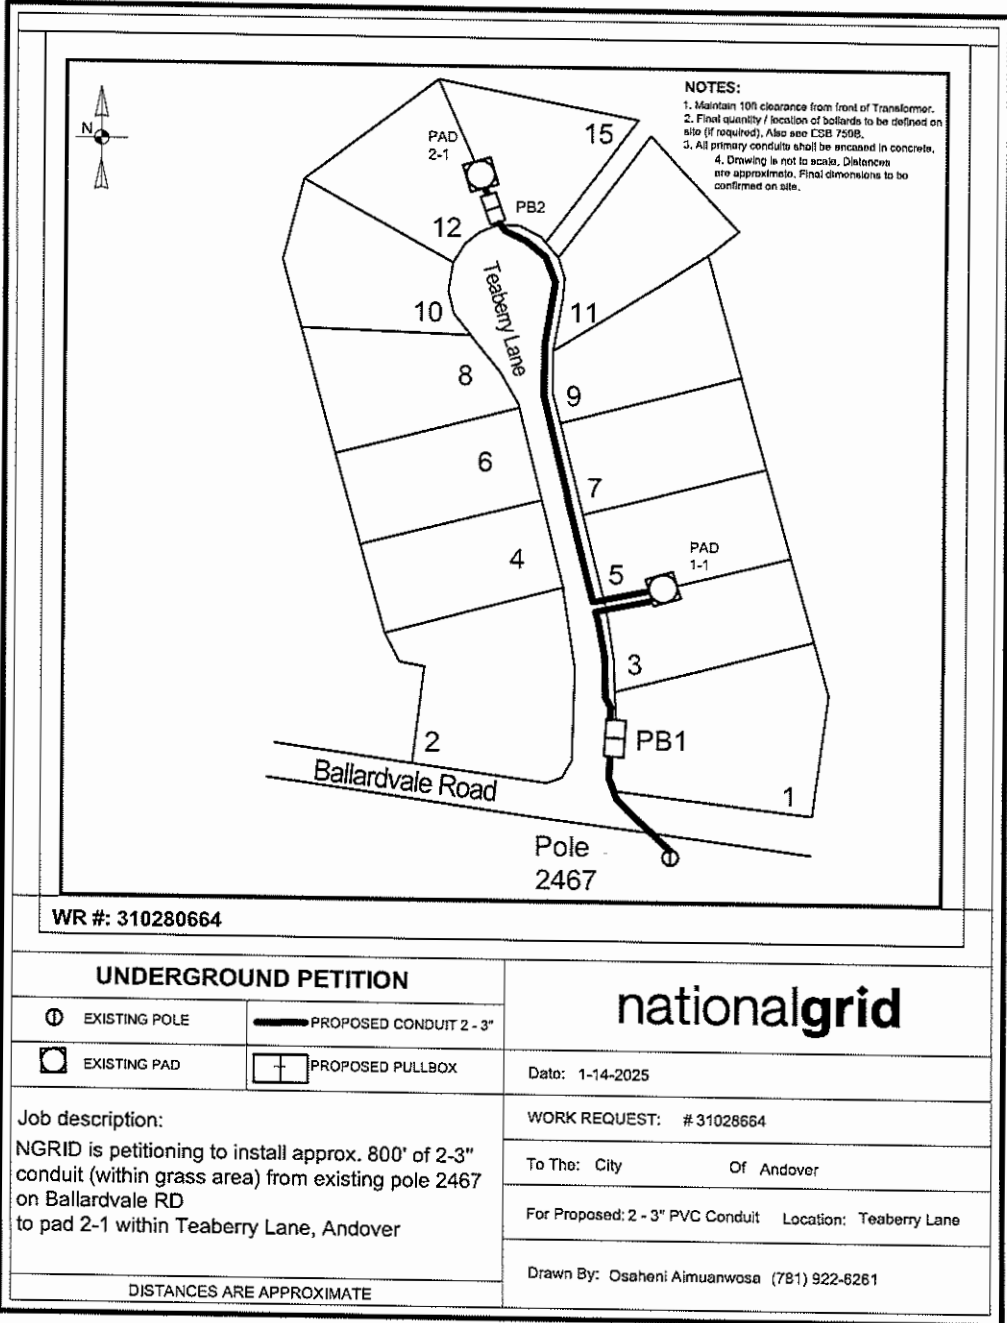 N
NOTES:
1. Maintain 10ft clearance from front of Transformer.
2. Final quantity / location of bollards to be defined on
site (if required). Also see ESB 750B.
3. All primary conduits shall be encased in concrete.
4. Drawing is not to scale. Distances
are approximate. Final dimensions to be
confirmed on site.
PAD
2-1
15
PB2
12
Teaberry Lane
10
11
8
9
6
7
4
5
PAD
1-1
3
2
PB1
Ballardvale Road
1
Pole
2467
WR #: 310280664
UNDERGROUND PETITION
EXISTING POLE
PROPOSED CONDUIT 2 - 3"
EXISTING PAD
PROPOSED PULLBOX
Job description:
NGRID is petitioning to install approx. 800' of 2-3"
conduit (within grass area) from existing pole 2467
on Ballardvale RD
to pad 2-1 within Teaberry Lane, Andover
DISTANCES ARE APPROXIMATE
nationalgrid
Date: 1-14-2025
WORK REQUEST: # 31028664
To The: City Of Andover
For Proposed: 2 - 3" PVC Conduit Location: Teaberry Lane
Drawn By: Osaheni Aimuanwosa (781) 922-6261